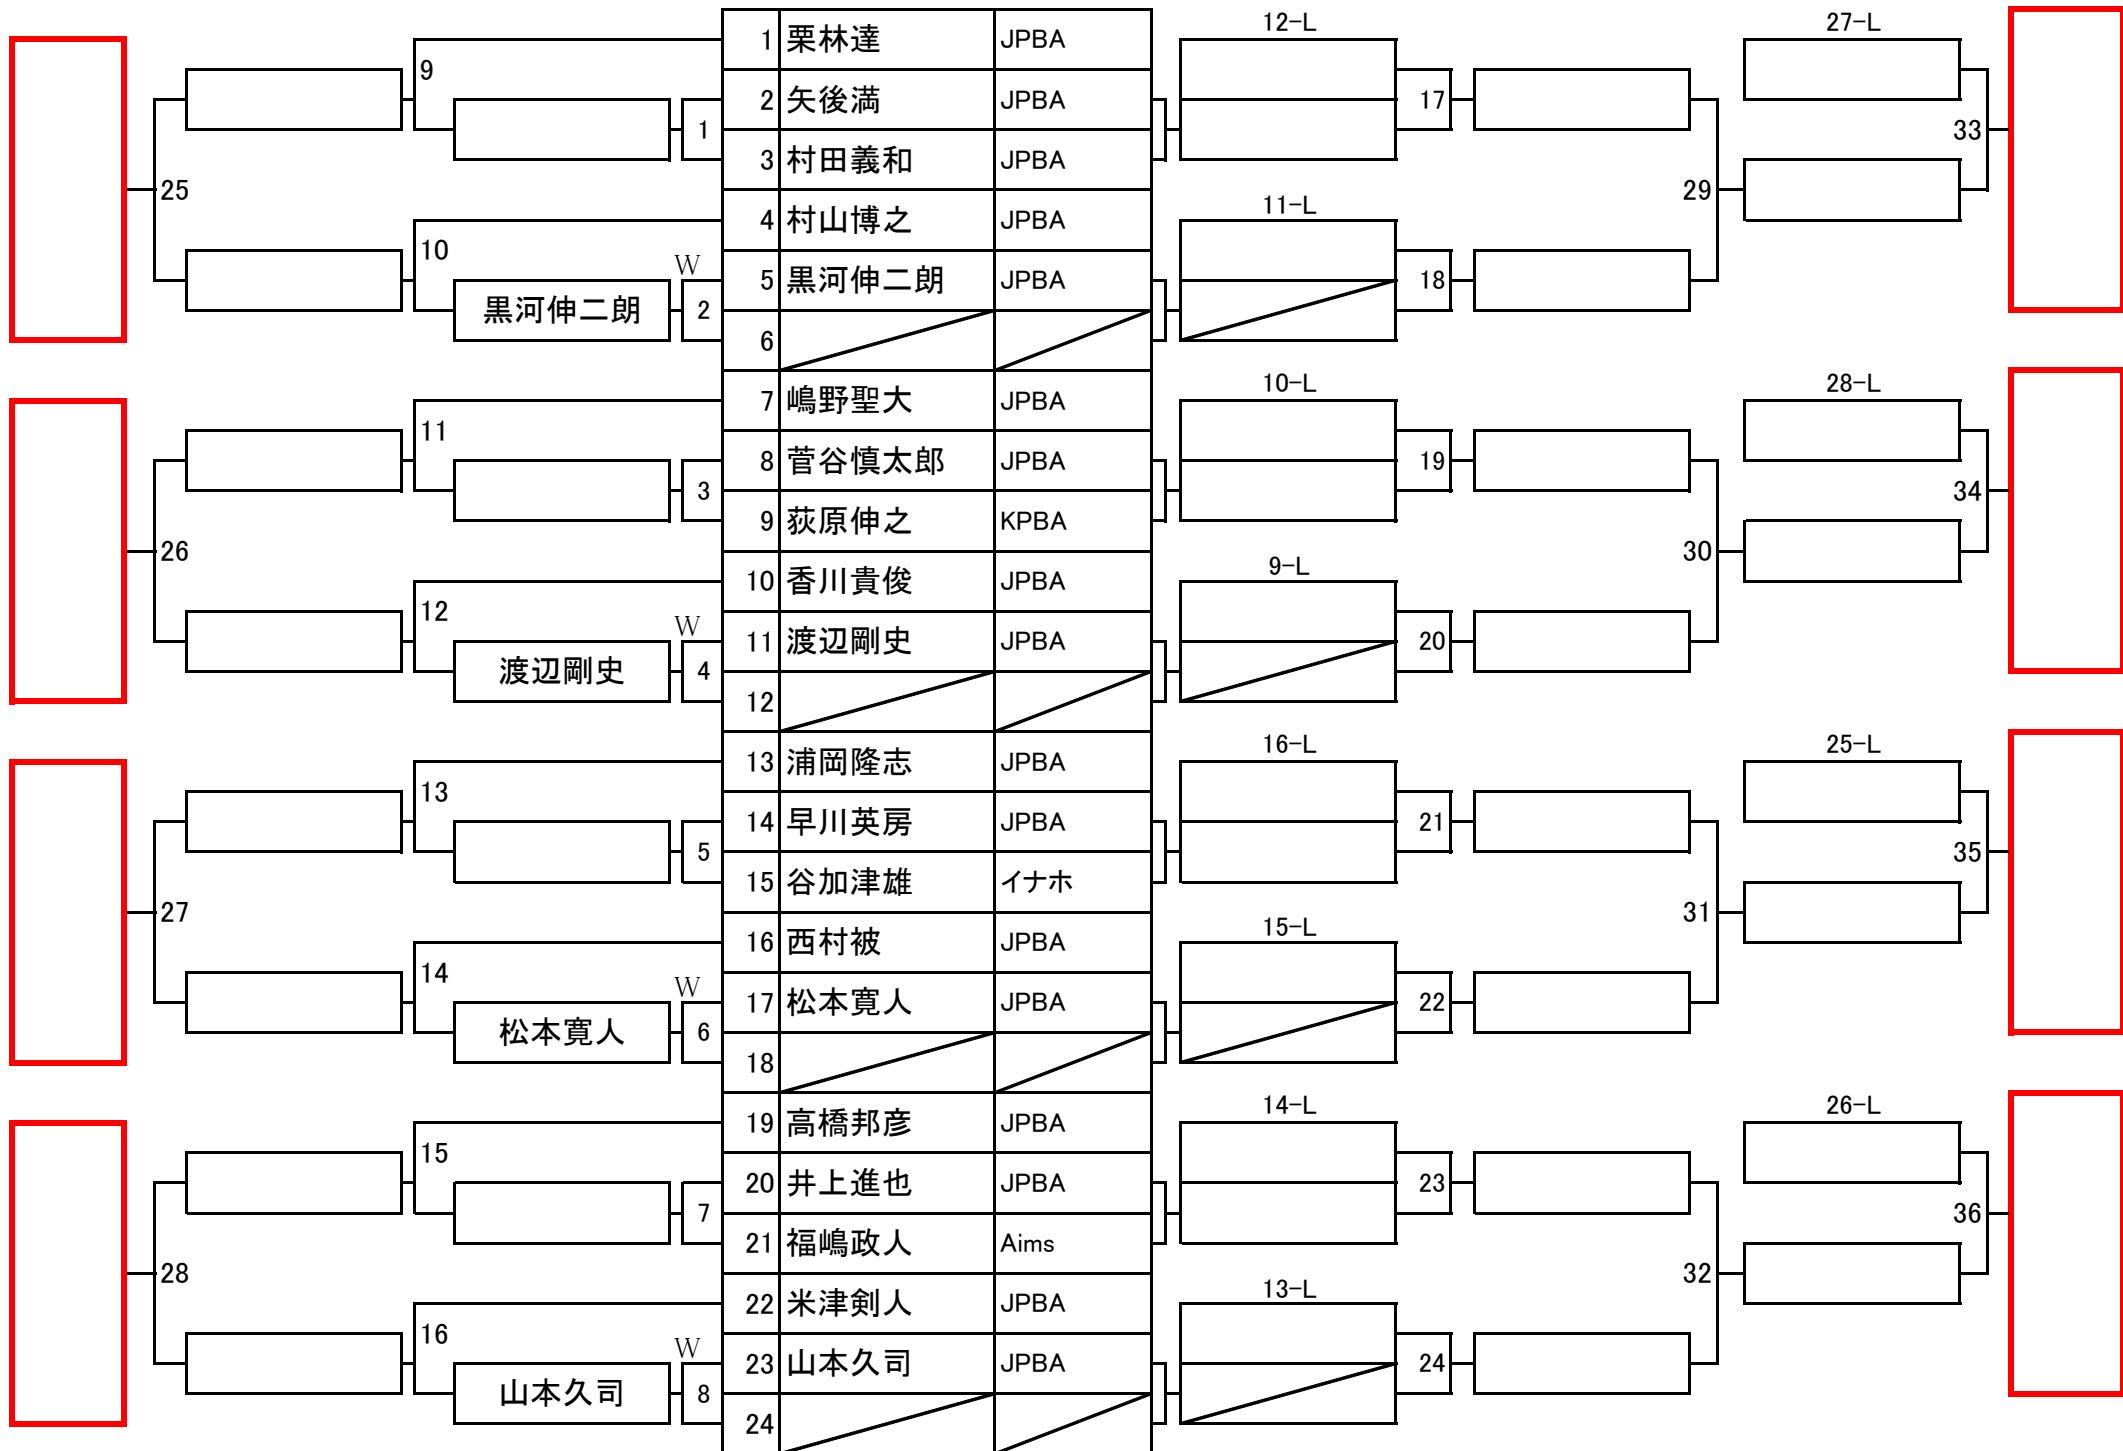 12-L 27-L
1 栗林達 JPBA
9
2 矢後満 JPBA 17
1 33
3 村田義和 JPBA
25 29
11-L
4 村山博之 JPBA
10 W
5 黒河伸二朗 JPBA 18
黒河伸二朗 2
6
10-L 28-L
7 嶋野聖大 JPBA
11
8 菅谷慎太郎 JPBA 19
3 34
9 荻原伸之 KPBA
26 30
9-L
10 香川貴俊 JPBA
12 W
11 渡辺剛史 JPBA 20
渡辺剛史 4
12
16-L 25-L
13 浦岡隆志 JPBA
13
14 早川英房 JPBA 21
5 35
15 谷加津雄 イナホ
27 31
15-L
16 西村被 JPBA
14 W
17 松本寛人 JPBA 22
松本寛人 6
18
14-L 26-L
19 高橋邦彦 JPBA
15
20 井上進也 JPBA 23
7 36
21 福嶋政人 Aims
28 32
13-L
22 米津剣人 JPBA
16 W
23 山本久司 JPBA 24
山本久司 8
24